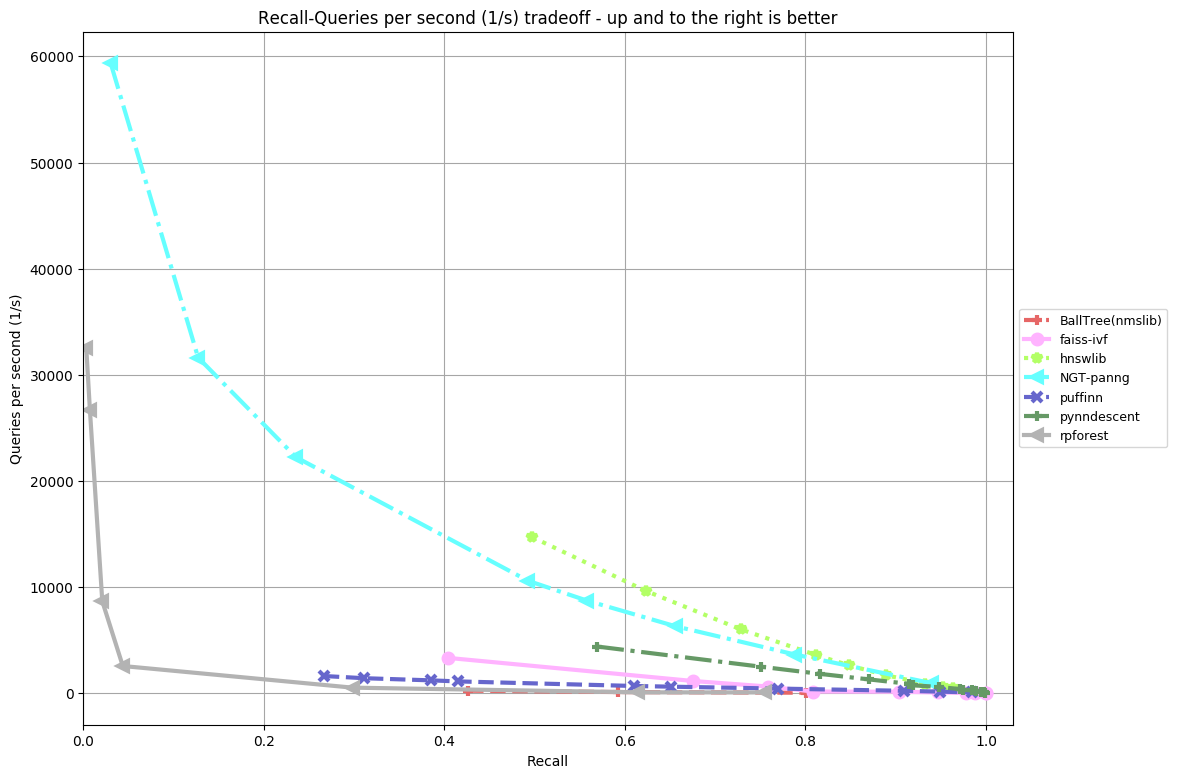 Recall-Queries per second (1/s) tradeoff - up and to the right is better
60000
50000
40000
30000
20000
10000
0
Queries per second (1/s)
0.0
0.2
0.4
0.6
0.8
1.0
Recall
BallTree(nmslib)
faiss-ivf
hnswlib
NGT-panng
puffinn
pynndescent
rpforest